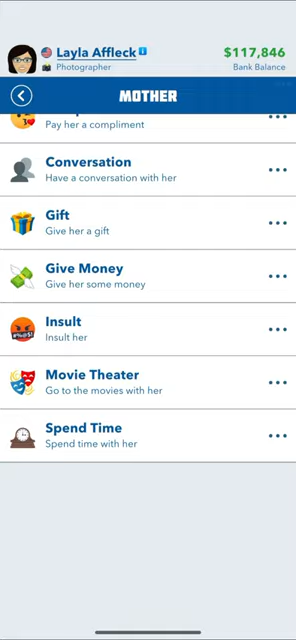 Layla Affleck
$117,846
Photographer
Bank Balance
MOTHER
Pay her a compliment
Conversation
Have a conversation with her
Gift
Give her a gift
Give Money
Give her some money
Insult
Insult her
Movie Theater
Go to the movies with her
Spend Time
Spend time with her